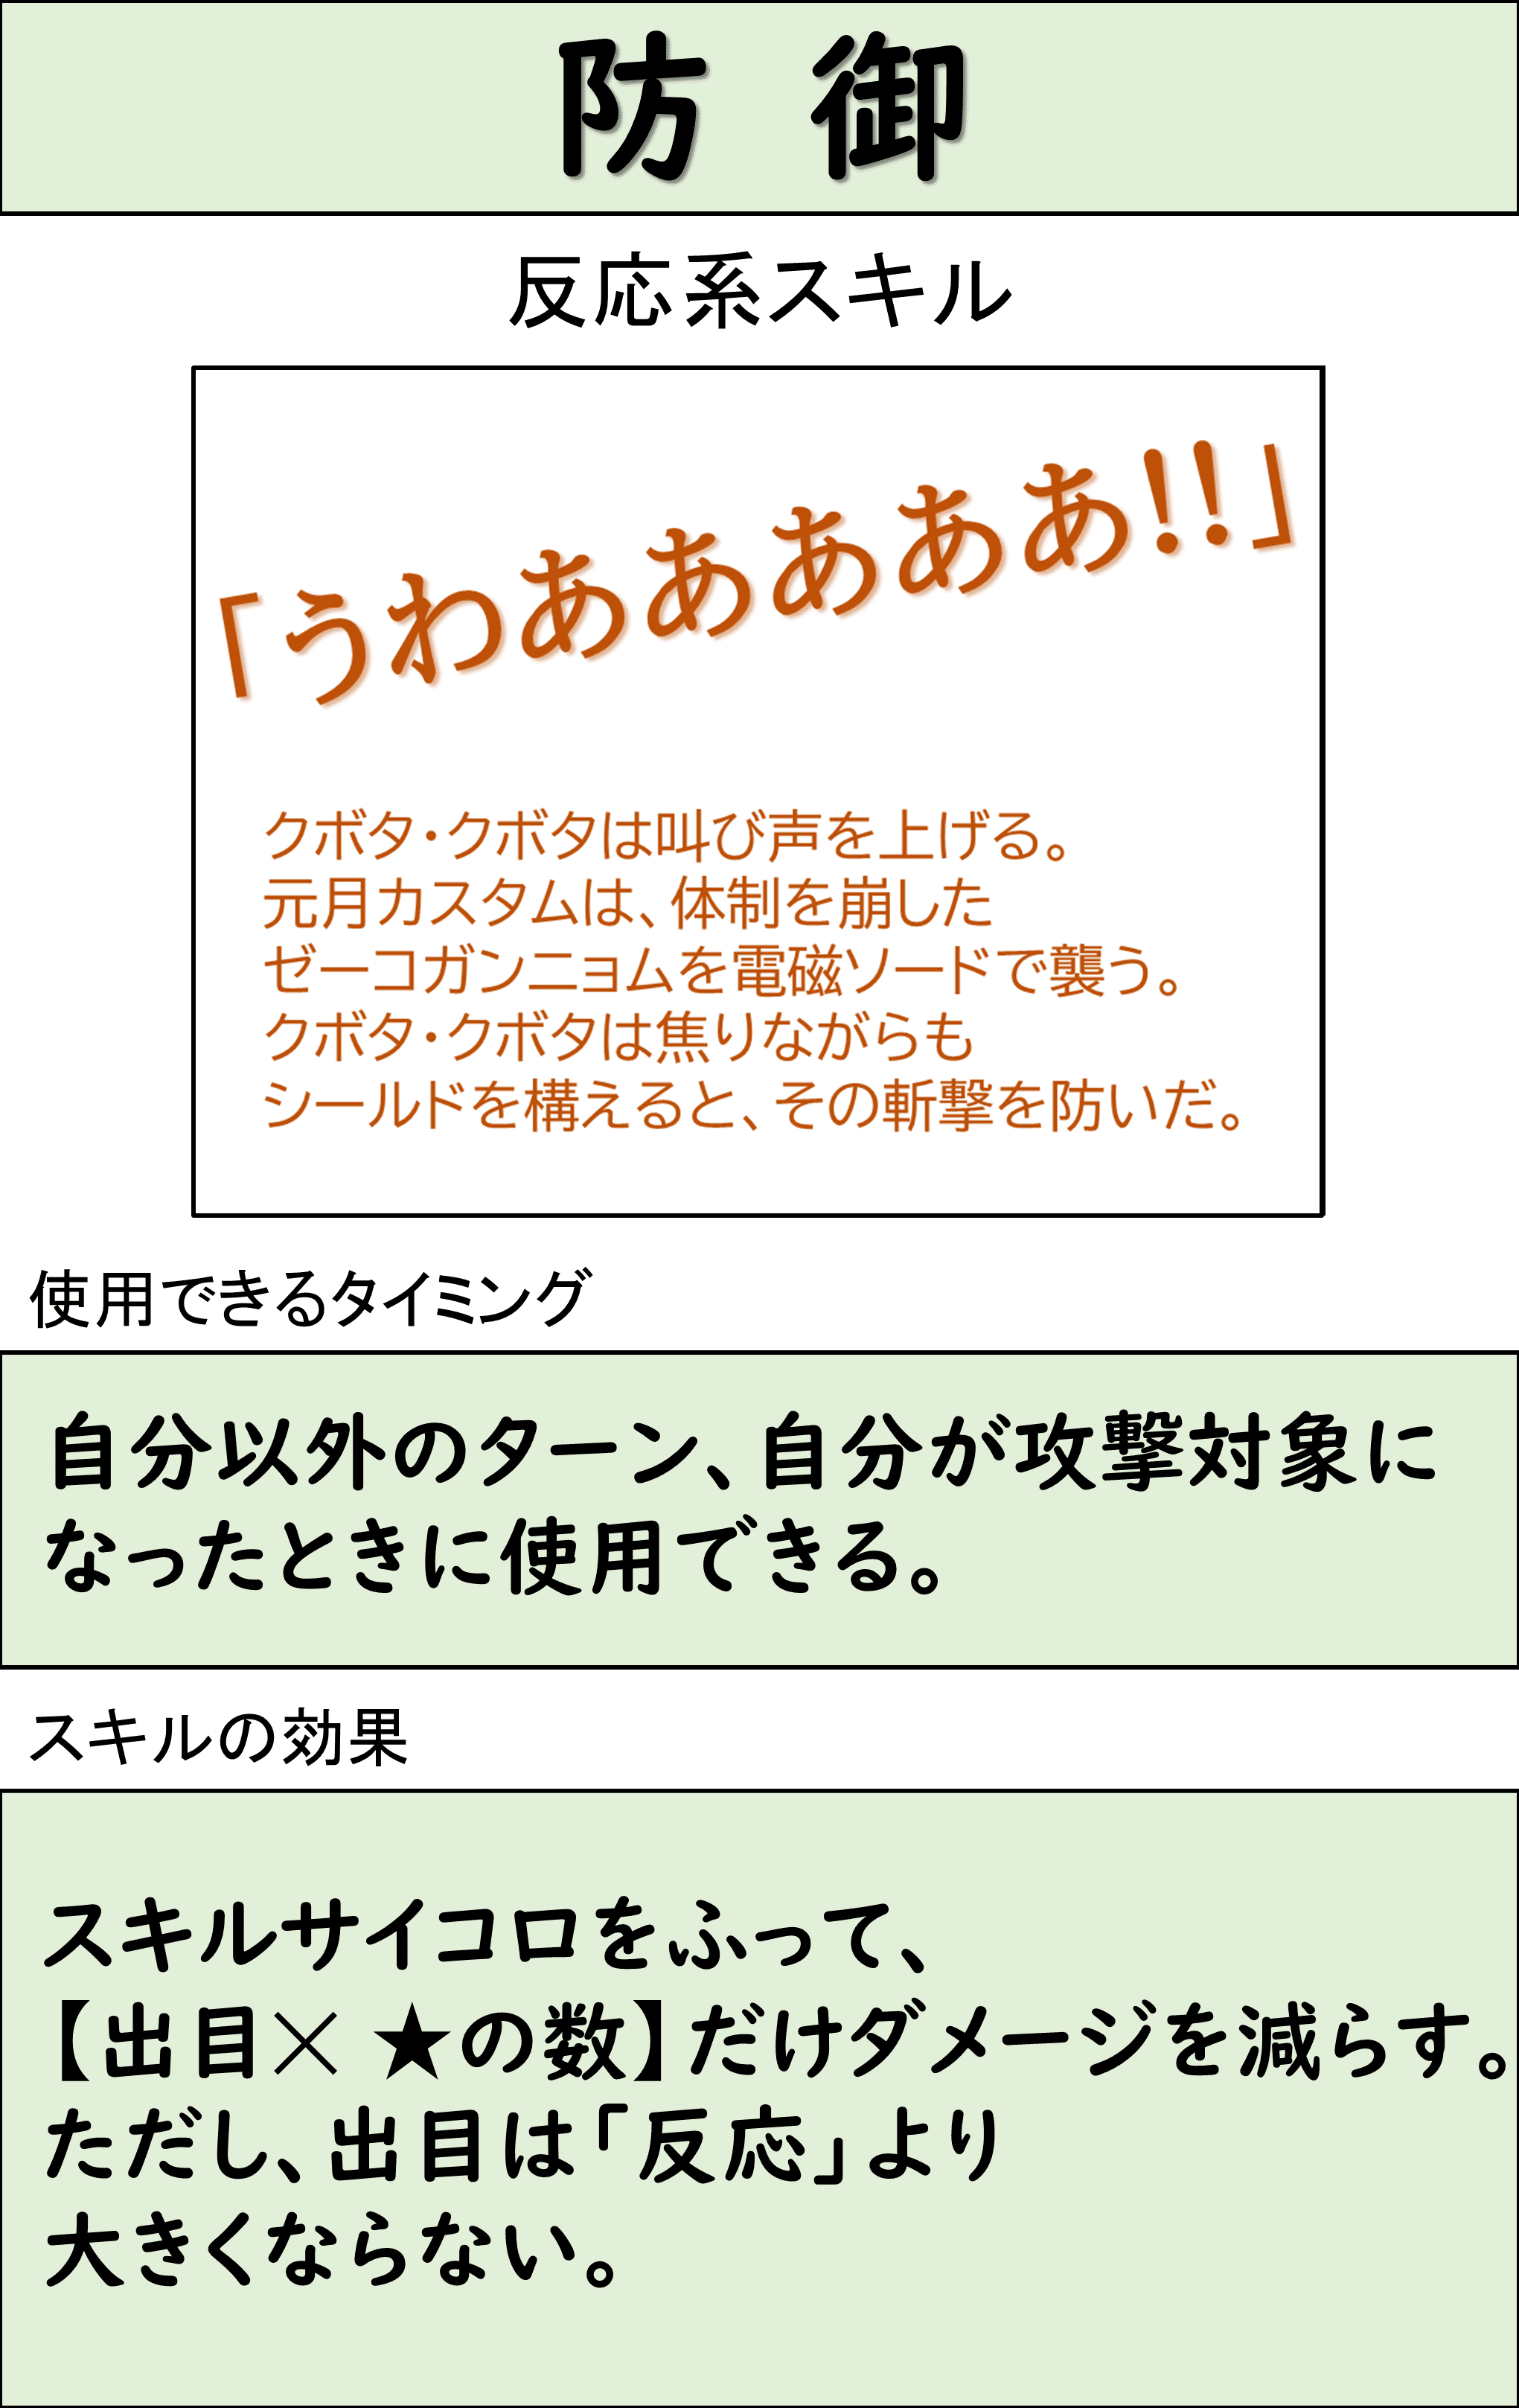 防御
反応系スキル
「うわあああああ!!」
クボタ・クボタは叫び声を上げる。
元月カスタムは、体制を崩した
ゼーコガンニョムを電磁ソードで襲う。
クボタ・クボタは焦りながらも
シールドを構えると、その斬撃を防いだ。
使用できるタイミング
自分以外のターン、自分が攻撃対象に
なったときに使用できる。
スキルの効果
スキルサイコロをふって、
【出目×★の数】だけダメージを減らす。
ただし、出目は「反応」より
大きくならない。